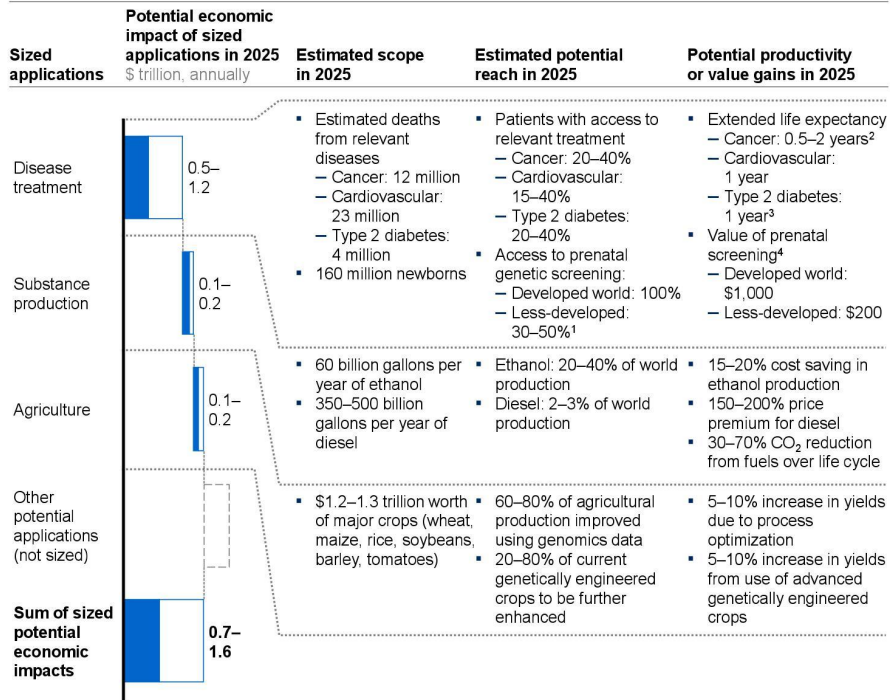 Sized
applications
Potential economic
impact of sized
applications in 2025
$ trillion, annually
Estimated scope
in 2025
Estimated potential
reach in 2025
Potential productivity
or value gains in 2025
Disease
treatment
0.5–
1.2
▪ Estimated deaths
from relevant
diseases
– Cancer: 12 million
– Cardiovascular:
23 million
– Type 2 diabetes:
4 million
▪ 160 million newborns
▪ Patients with access to
relevant treatment
– Cancer: 20–40%
– Cardiovascular:
15–40%
– Type 2 diabetes:
20–40%
▪ Access to prenatal
genetic screening:
– Developed world: 100%
– Less-developed:
30–50%¹
▪ Extended life expectancy
– Cancer: 0.5–2 years²
– Cardiovascular:
1 year
– Type 2 diabetes:
1 year³
▪ Value of prenatal
screening⁴
– Developed world:
$1,000
– Less-developed: $200
Substance
production
0.1–
0.2
▪ 60 billion gallons per
year of ethanol
▪ 350–500 billion
gallons per year of
diesel
▪ Ethanol: 20–40% of world
production
▪ Diesel: 2–3% of world
production
▪ 15–20% cost saving in
ethanol production
▪ 150–200% price
premium for diesel
▪ 30–70% CO₂ reduction
from fuels over life cycle
Agriculture
0.1–
0.2
▪ $1.2–1.3 trillion worth
of major crops (wheat,
maize, rice, soybeans,
barley, tomatoes)
▪ 60–80% of agricultural
production improved
using genomics data
▪ 20–80% of current
genetically engineered
crops to be further
enhanced
▪ 5–10% increase in yields
due to process
optimization
▪ 5–10% increase in yields
from use of advanced
genetically engineered
crops
Other
potential
applications
(not sized)
Sum of sized
potential
economic
impacts
0.7–
1.6